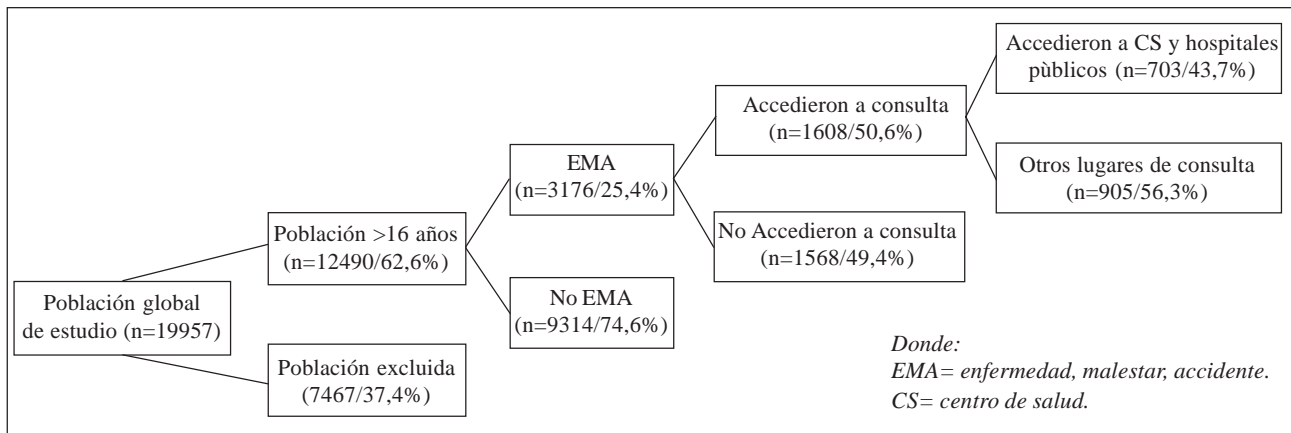 Población global
de estudio (n=19957)
Población >16 años
(n=12490/62,6%)
Población excluida
(7467/37,4%)
EMA
(n=3176/25,4%)
No EMA
(n=9314/74,6%)
Accedieron a consulta
(n=1608/50,6%)
No Accedieron a consulta
(n=1568/49,4%)
Accedieron a CS y hospitales
pùblicos (n=703/43,7%)
Otros lugares de consulta
(n=905/56,3%)
Donde:
EMA= enfermedad, malestar, accidente.
CS= centro de salud.